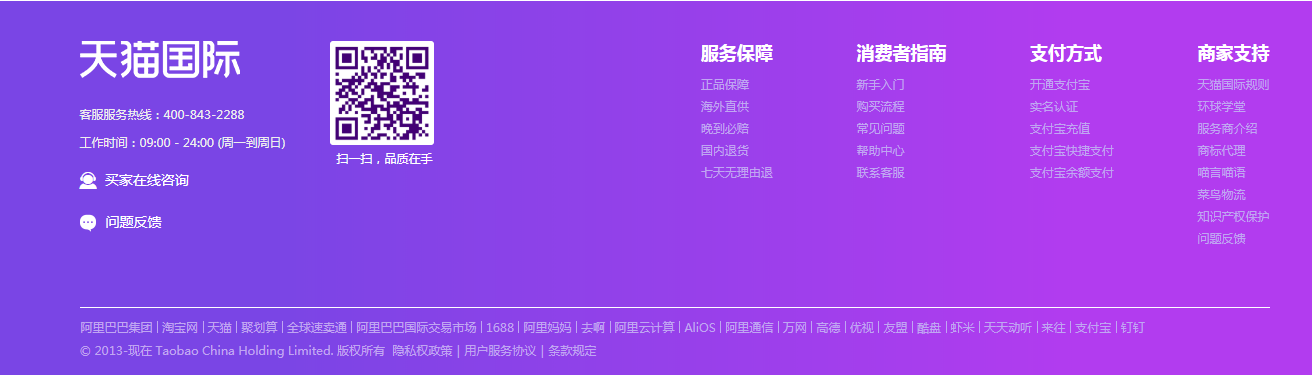 天猫国际
客服服务热线：400-843-2288
工作时间：09:00 - 24:00 (周一到周日)
买家在线咨询
问题反馈
扫一扫，品质在手
服务保障
正品保障
海外直供
晚到必赔
国内退货
七天无理由退
消费者指南
新手入门
购买流程
常见问题
帮助中心
联系客服
支付方式
开通支付宝
实名认证
支付宝充值
支付宝快捷支付
支付宝余额支付
商家支持
天猫国际规则
环球学堂
服务商介绍
商标代理
喵言喵语
菜鸟物流
知识产权保护
问题反馈
阿里巴巴集团 | 淘宝网 | 天猫 | 聚划算 | 全球速卖通 | 阿里巴巴国际交易市场 | 1688 | 阿里妈妈 | 去啊 | 阿里云计算 | AliOS | 阿里通信 | 万网 | 高德 | 优视 | 友盟 | 酷盘 | 虾米 | 天天动听 | 来往 | 支付宝 | 钉钉
© 2013-现在 Taobao China Holding Limited. 版权所有 隐私权政策 | 用户服务协议 | 条款规定